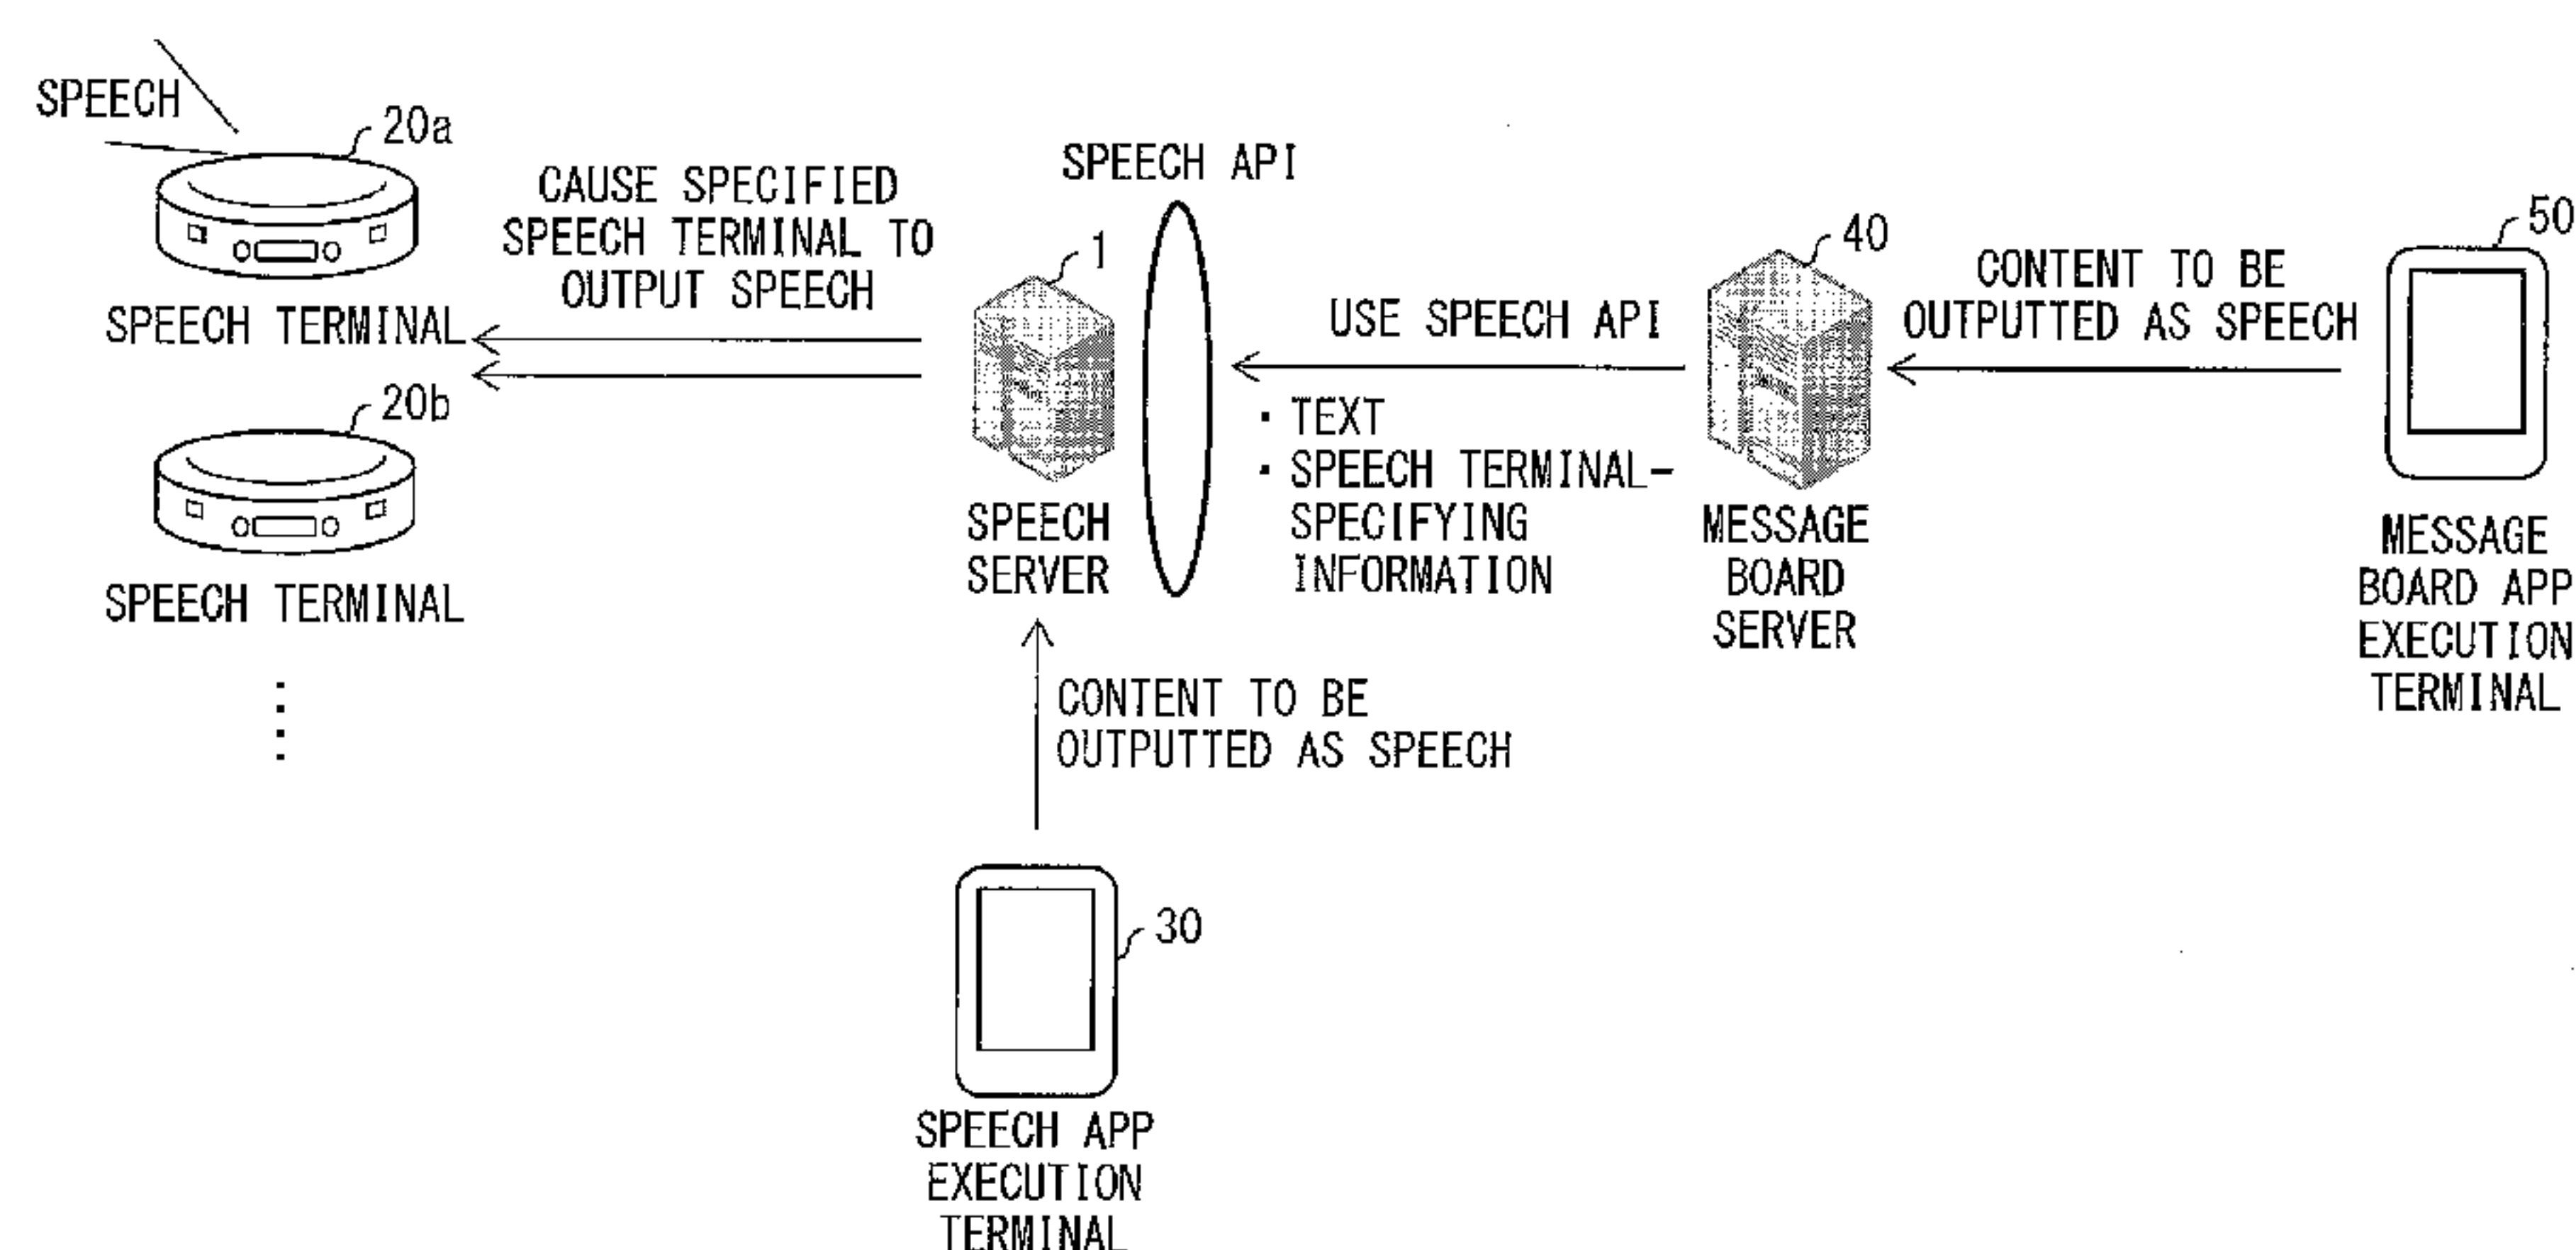 SPEECH
20a
SPEECH TERMINAL
20b
SPEECH TERMINAL
CAUSE SPECIFIED
SPEECH TERMINAL TO
OUTPUT SPEECH
1
SPEECH
SERVER
SPEECH API
USE SPEECH API
・TEXT
・SPEECH TERMINAL-
SPECIFYING
INFORMATION
40
MESSAGE
BOARD
SERVER
CONTENT TO BE
OUTPUTTED AS SPEECH
50
MESSAGE
BOARD APP
EXECUTION
TERMINAL
CONTENT TO BE
OUTPUTTED AS SPEECH
30
SPEECH APP
EXECUTION
TERMINAL